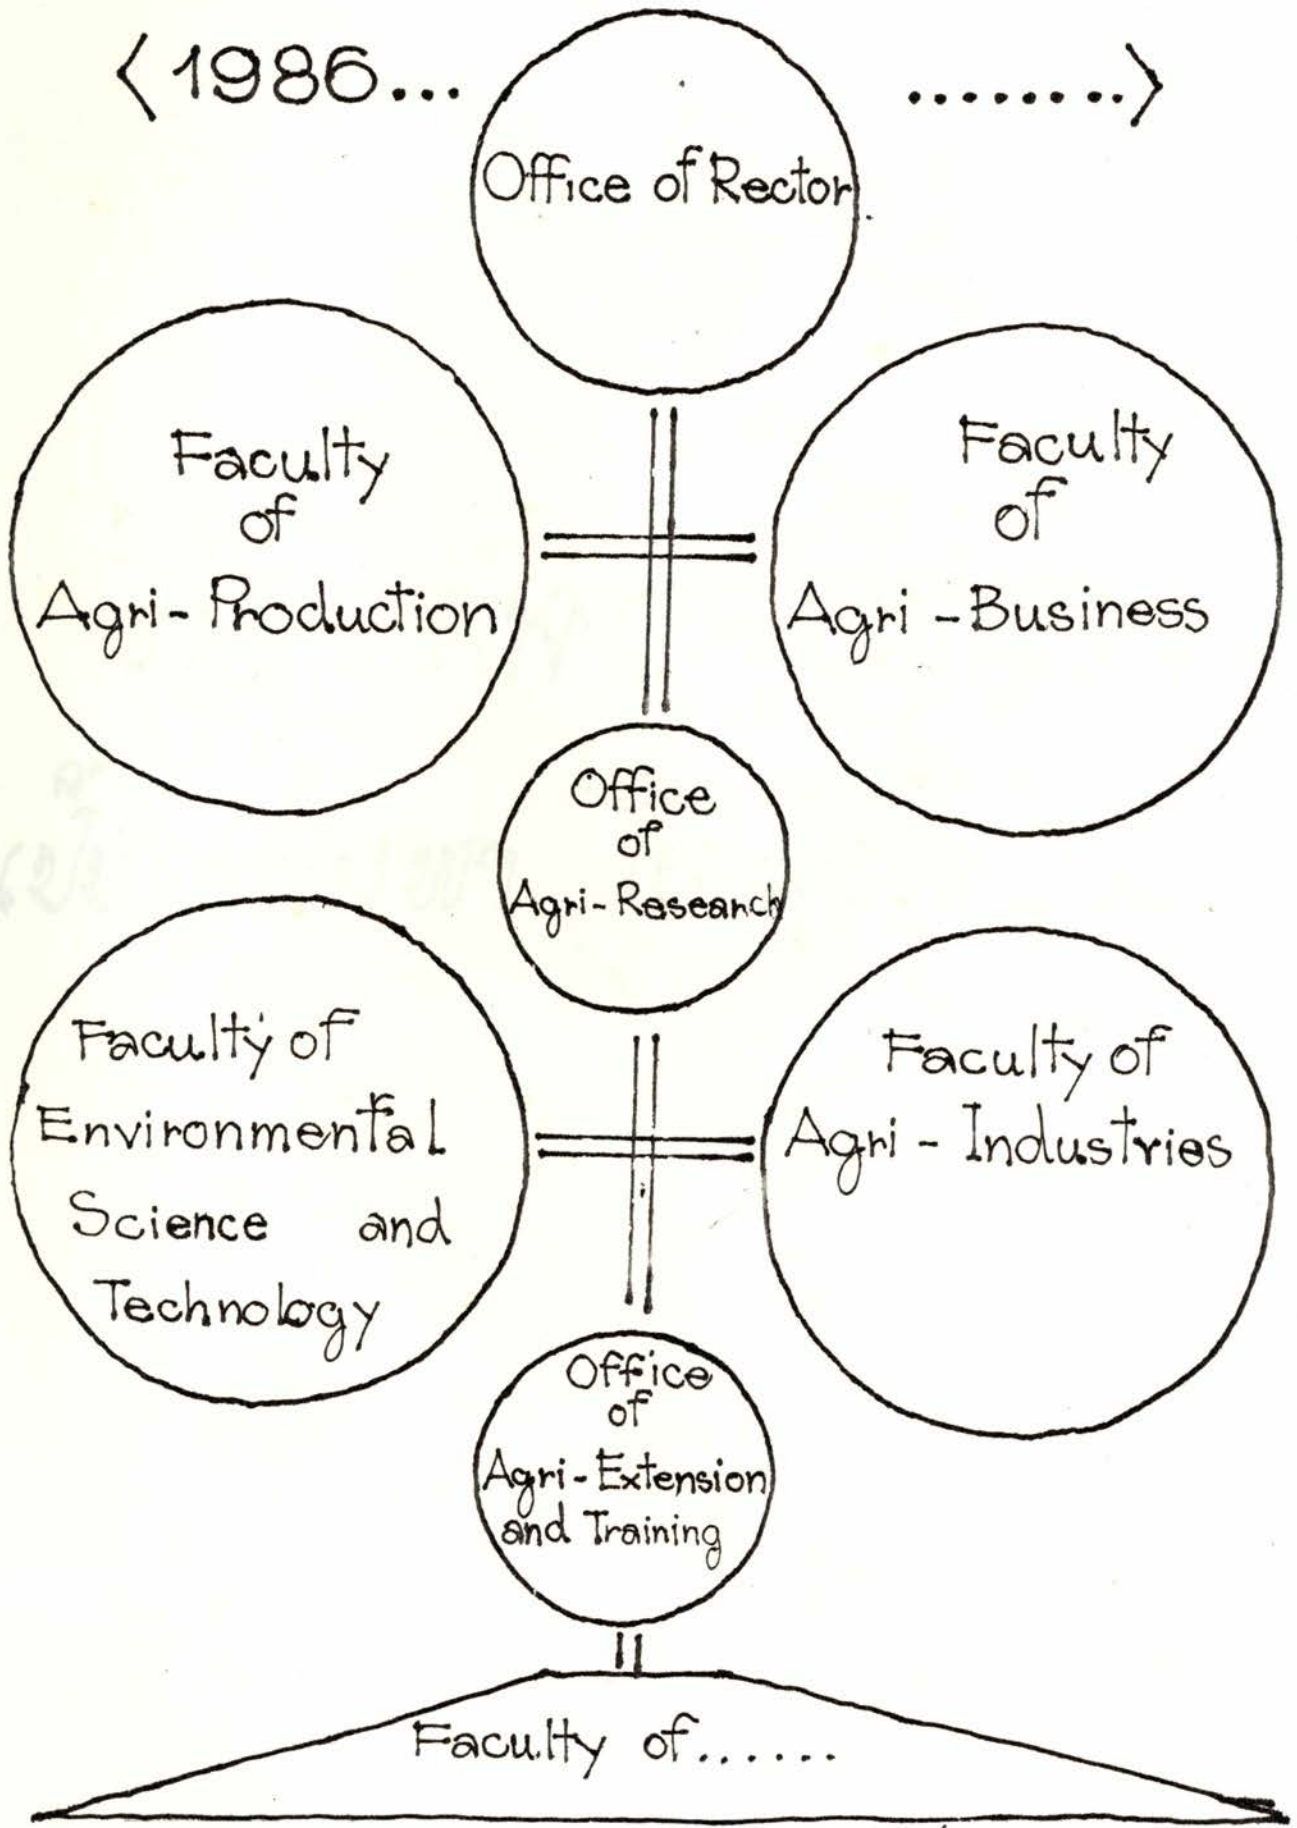 <1986... ........>
Office of Rector
Faculty
of
Agri-Production
Faculty
of
Agri-Business
Office
of
Agri-Research
Faculty of
Environmental
Science and
Technology
Faculty of
Agri-Industries
Office
of
Agri-Extension
and Training
Faculty of......